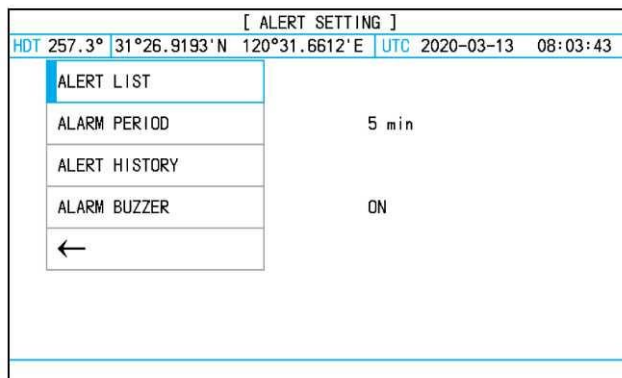 [ ALERT SETTING ]
HDT 257.3° 31°26.9193'N 120°31.6612'E UTC 2020-03-13 08:03:43
ALERT LIST
ALARM PERIOD 5 min
ALERT HISTORY
ALARM BUZZER ON
←